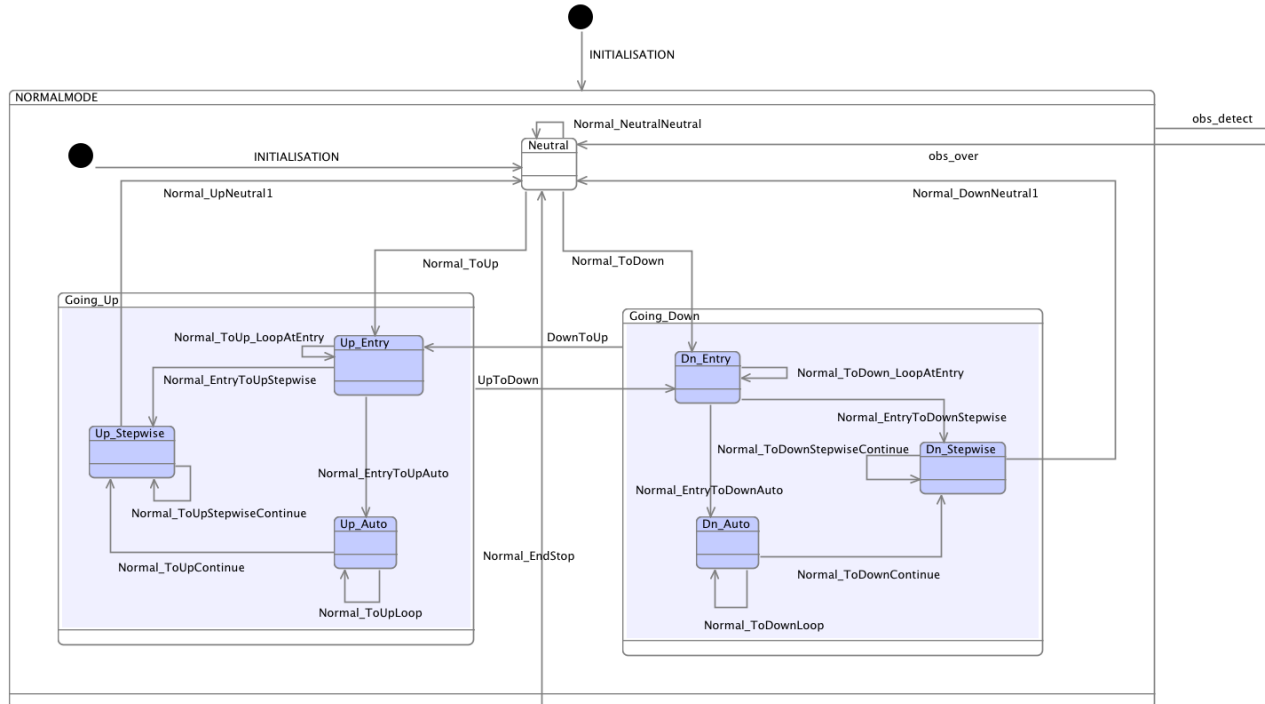 INITIALISATION
NORMALMODE
obs_detect
Normal_NeutralNeutral
Neutral
INITIALISATION
obs_over
Normal_UpNeutral1
Normal_DownNeutral1
Normal_ToUp
Normal_ToDown
Going_Up
Going_Down
Normal_ToUp_LoopAtEntry
Up_Entry
DownToUp
Dn_Entry
Normal_EntryToUpStepwise
UpToDown
Normal_ToDown_LoopAtEntry
Normal_EntryToDownStepwise
Up_Stepwise
Normal_ToDownStepwiseContinue
Dn_Stepwise
Normal_EntryToUpAuto
Normal_EntryToDownAuto
Normal_ToUpStepwiseContinue
Up_Auto
Dn_Auto
Normal_EndStop
Normal_ToUpContinue
Normal_ToDownContinue
Normal_ToUpLoop
Normal_ToDownLoop